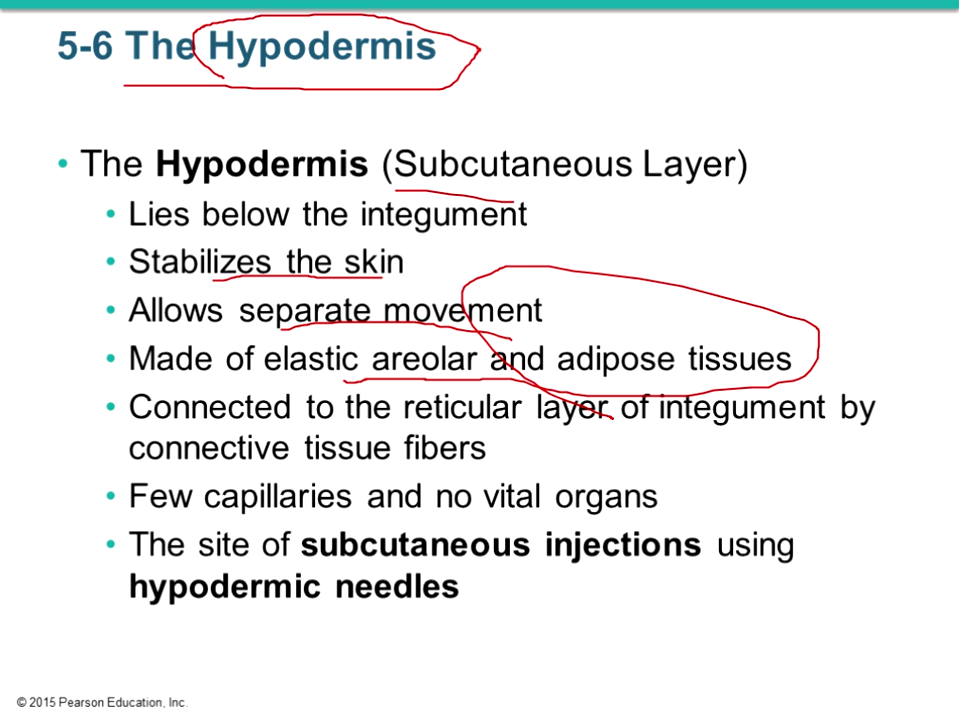 5-6 The Hypodermis
• The Hypodermis (Subcutaneous Layer)
• Lies below the integument
• Stabilizes the skin
• Allows separate movement
• Made of elastic areolar and adipose tissues
• Connected to the reticular layer of integument by
connective tissue fibers
• Few capillaries and no vital organs
• The site of subcutaneous injections using
hypodermic needles
© 2015 Pearson Education, Inc.